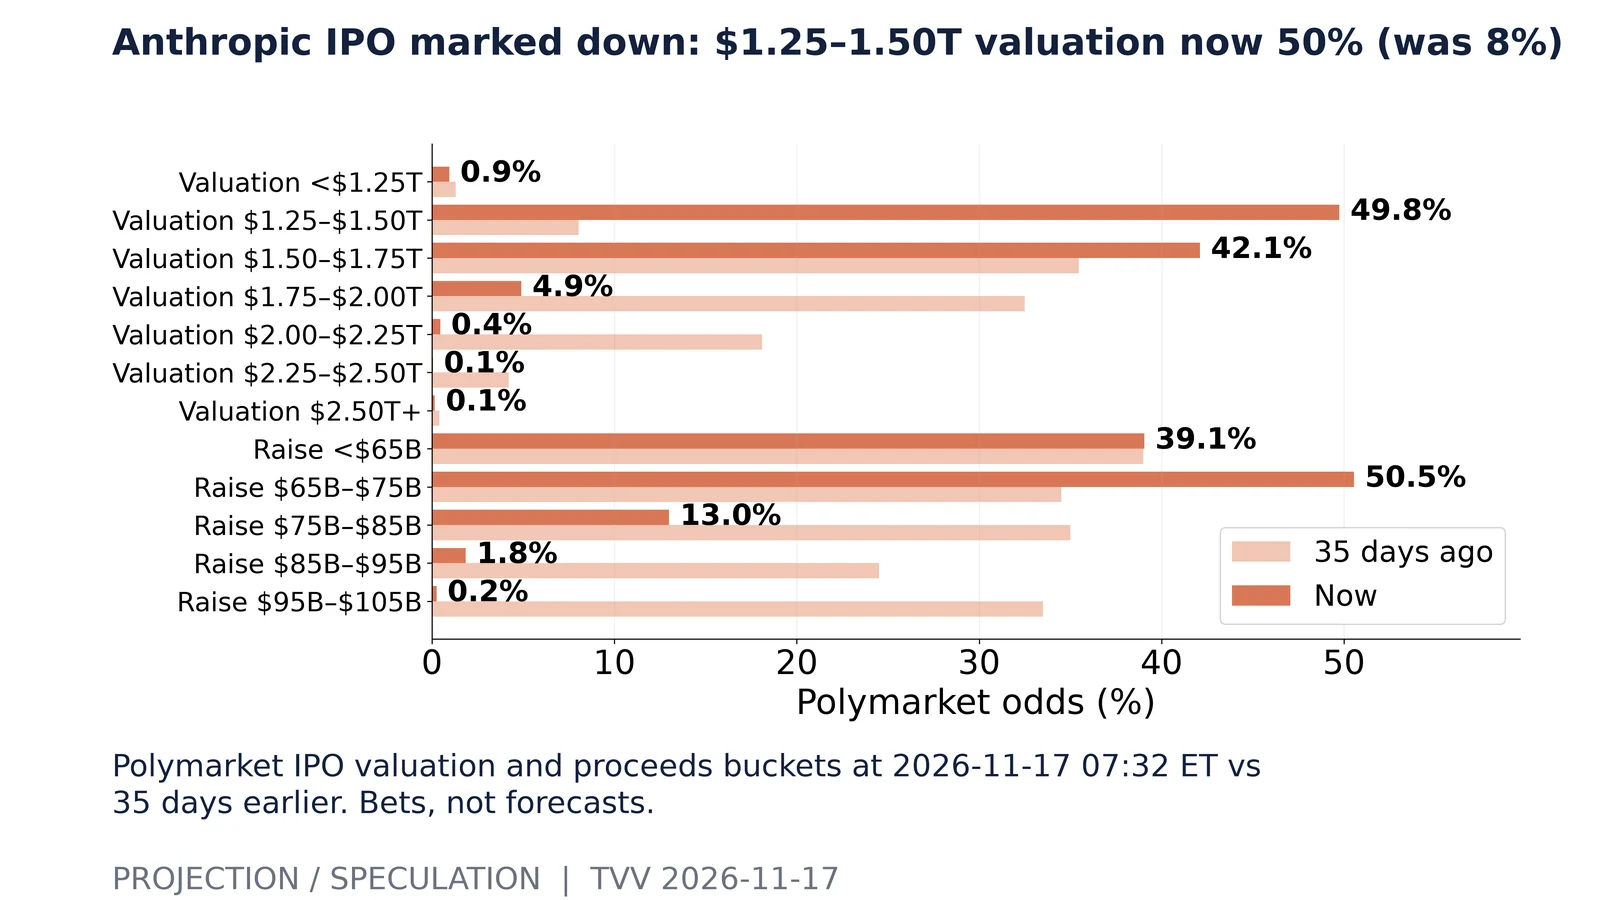 Anthropic IPO marked down: $1.25–1.50T valuation now 50% (was 8%)
Valuation <$1.25T 0.9%
Valuation $1.25–$1.50T 49.8%
Valuation $1.50–$1.75T 42.1%
Valuation $1.75–$2.00T 4.9%
Valuation $2.00–$2.25T 0.4%
Valuation $2.25–$2.50T 0.1%
Valuation $2.50T+ 0.1%
Raise <$65B 39.1%
Raise $65B–$75B 50.5%
Raise $75B–$85B 13.0%
Raise $85B–$95B 1.8%
Raise $95B–$105B 0.2%
35 days ago
Now
0 10 20 30 40 50
Polymarket odds (%)
Polymarket IPO valuation and proceeds buckets at 2026-11-17 07:32 ET vs
35 days earlier. Bets, not forecasts.
PROJECTION / SPECULATION | TVV 2026-11-17